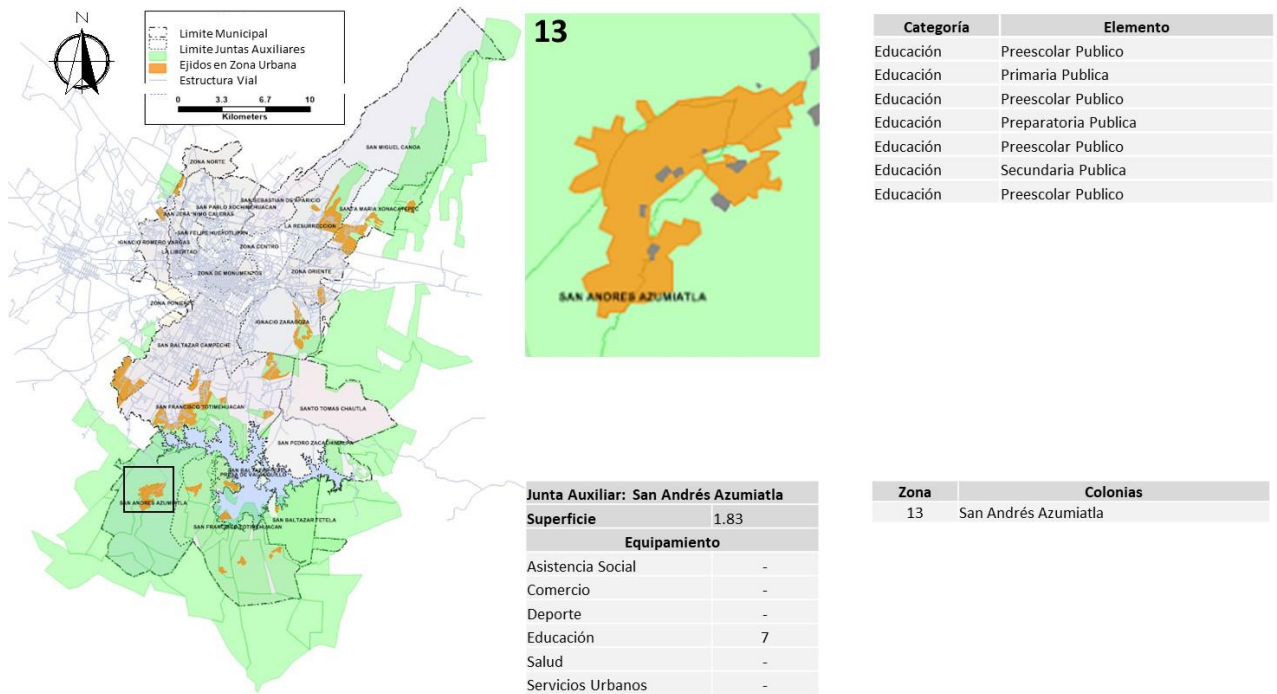 N
Limite Municipal
Limite Juntas Auxiliares
Ejidos en Zona Urbana
Estructura Vial
0 3.3 6.7 10
Kilometers
SAN MIGUEL CANOA
ZONA NORTE
SAN SEBASTIAN DE APARICIO
SAN PABLO XOCHIMEHUACAN
SANTA MARIA XONACATEPEC
LA RESURRECCION
IGNACIO ROMERO VARGAS
LA LIBERTAD
ZONA CENTRO
ZONA DE MONUMENTOS
ZONA ORIENTE
ZONA PONIENTE
IGNACIO ZARAGOZA
SAN BALTAZAR CAMPECHE
SAN FRANCISCO TOTIMEHUACAN
SANTO TOMAS CHAUTLA
SAN ANDRES AZUMIATLA
SAN BALTAZAR TETELA
SAN FRANCISCO TOTIMEHUACAN
13
SAN ANDRES AZUMIATLA
Categoría Elemento
Educación Preescolar Publico
Educación Primaria Publica
Educación Preescolar Publico
Educación Preparatoria Publica
Educación Preescolar Publico
Educación Secundaria Publica
Educación Preescolar Publico
Junta Auxiliar: San Andrés Azumiatla
Superficie 1.83
Equipamiento
Asistencia Social -
Comercio -
Deporte -
Educación 7
Salud -
Servicios Urbanos -
Zona Colonias
13 San Andrés Azumiatla